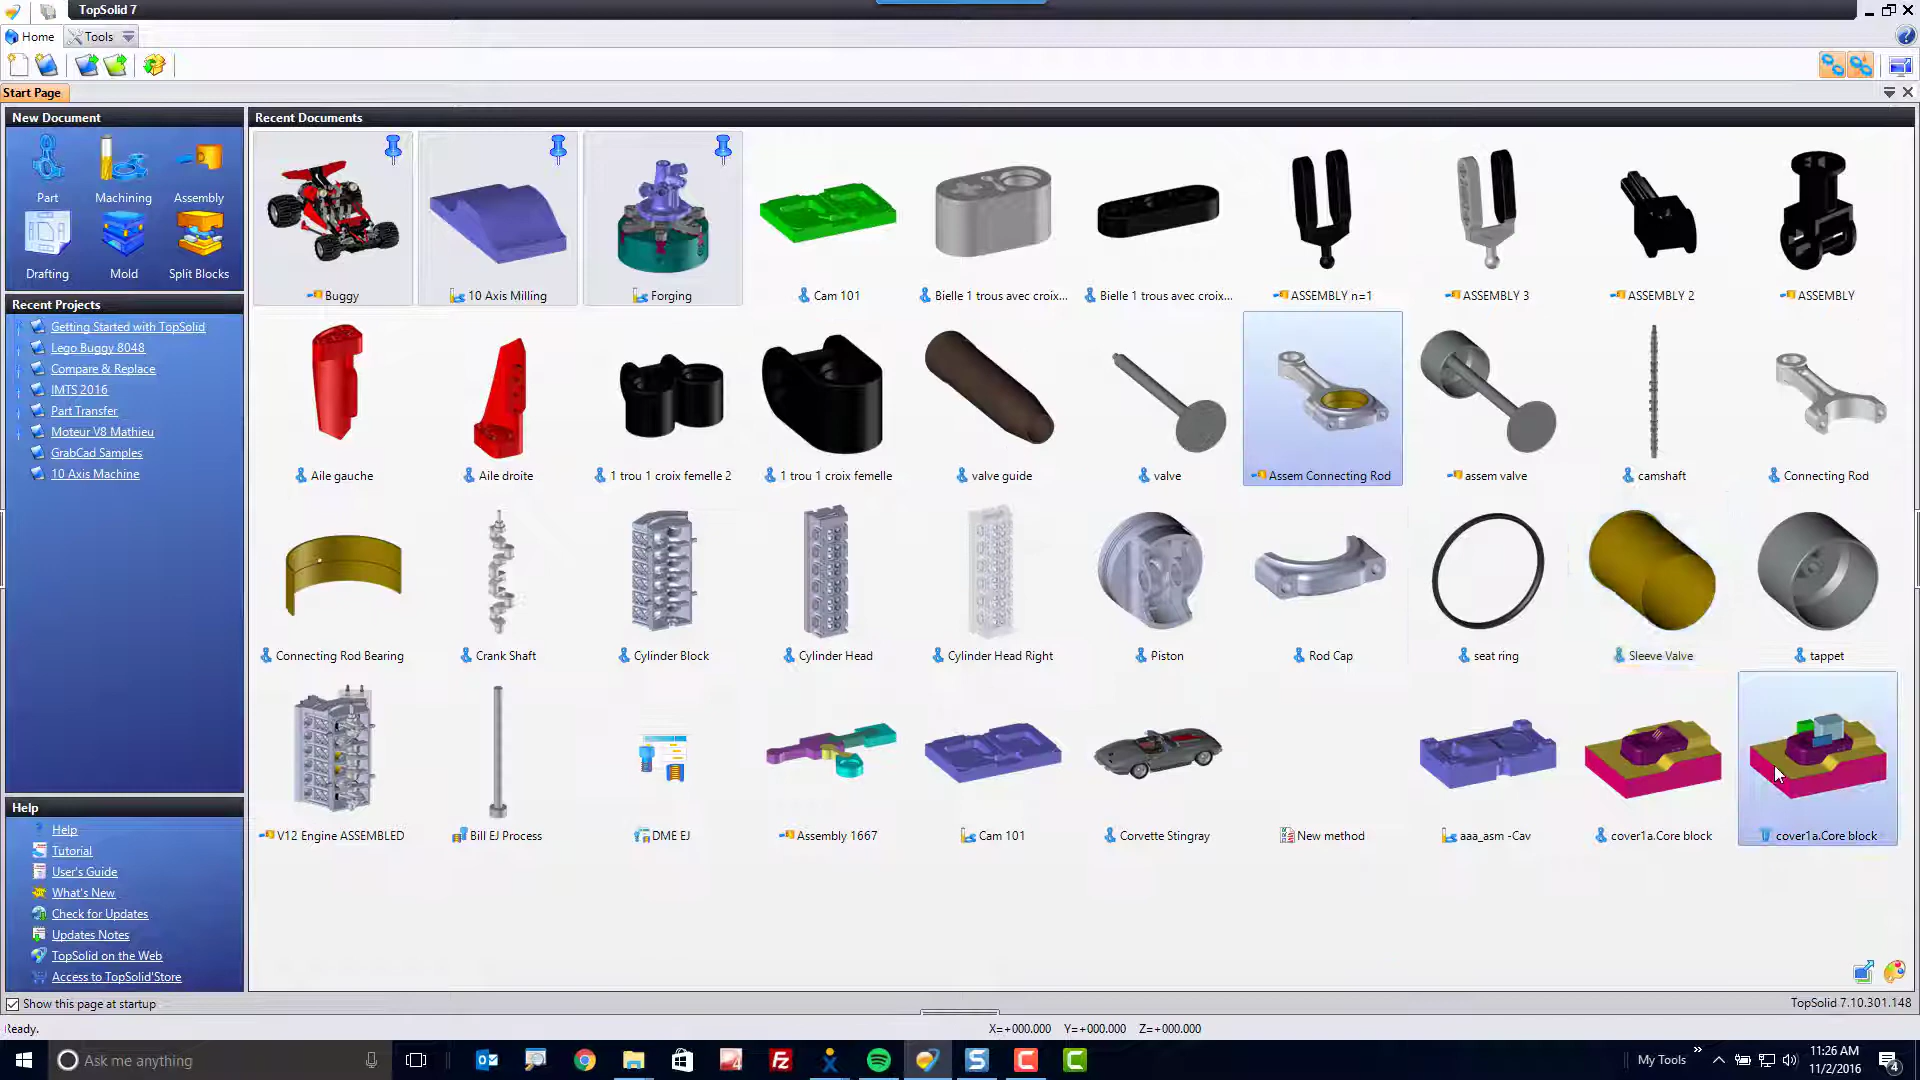 TopSolid 7
Home
Tools
Start Page
New Document
Part
Machining
Assembly
Drafting
Mold
Split Blocks
Recent Projects
Getting Started with TopSolid
Lego Buggy 8048
Compare & Replace
IMTS 2016
Part Transfer
Moteur V8 Mathieu
GrabCad Samples
10 Axis Machine
Help
Help
Tutorial
User's Guide
What's New
Check for Updates
Updates Notes
TopSolid on the Web
Access to TopSolid'Store
Recent Documents
Buggy
10 Axis Milling
Forging
Cam 101
Bielle 1 trous avec croix...
Bielle 1 trous avec croix...
ASSEMBLY n=1
ASSEMBLY 3
ASSEMBLY 2
ASSEMBLY
Aile gauche
Aile droite
1 trou 1 croix femelle 2
1 trou 1 croix femelle
valve guide
valve
Assem Connecting Rod
assem valve
camshaft
Connecting Rod
Connecting Rod Bearing
Crank Shaft
Cylinder Block
Cylinder Head
Cylinder Head Right
Piston
Rod Cap
seat ring
Sleeve Valve
tappet
V12 Engine ASSEMBLED
Bill EJ Process
DME EJ
Assembly 1667
Cam 101
Corvette Stingray
New method
aaa_asm -Cav
cover1a.Core block
cover1a.Core block
Show this page at startup
TopSolid 7.10.301.148
Ready.
X=+000.000 Y=+000.000 Z=+000.000
Ask me anything
My Tools
11:26 AM
11/2/2016